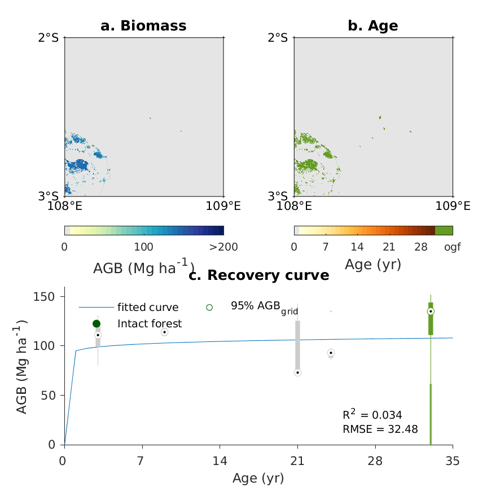 a. Biomass
b. Age
2°S
2°S
3°S
3°S
108°E
109°E
108°E
109°E
0
100
>200
0
7
14
21
28
ogf
AGB (Mg ha⁻¹)
Age (yr)
c. Recovery curve
fitted curve
95% AGB_grid
Intact forest
150
100
50
0
AGB (Mg ha⁻¹)
R² = 0.034
RMSE = 32.48
0
7
14
21
28
35
Age (yr)